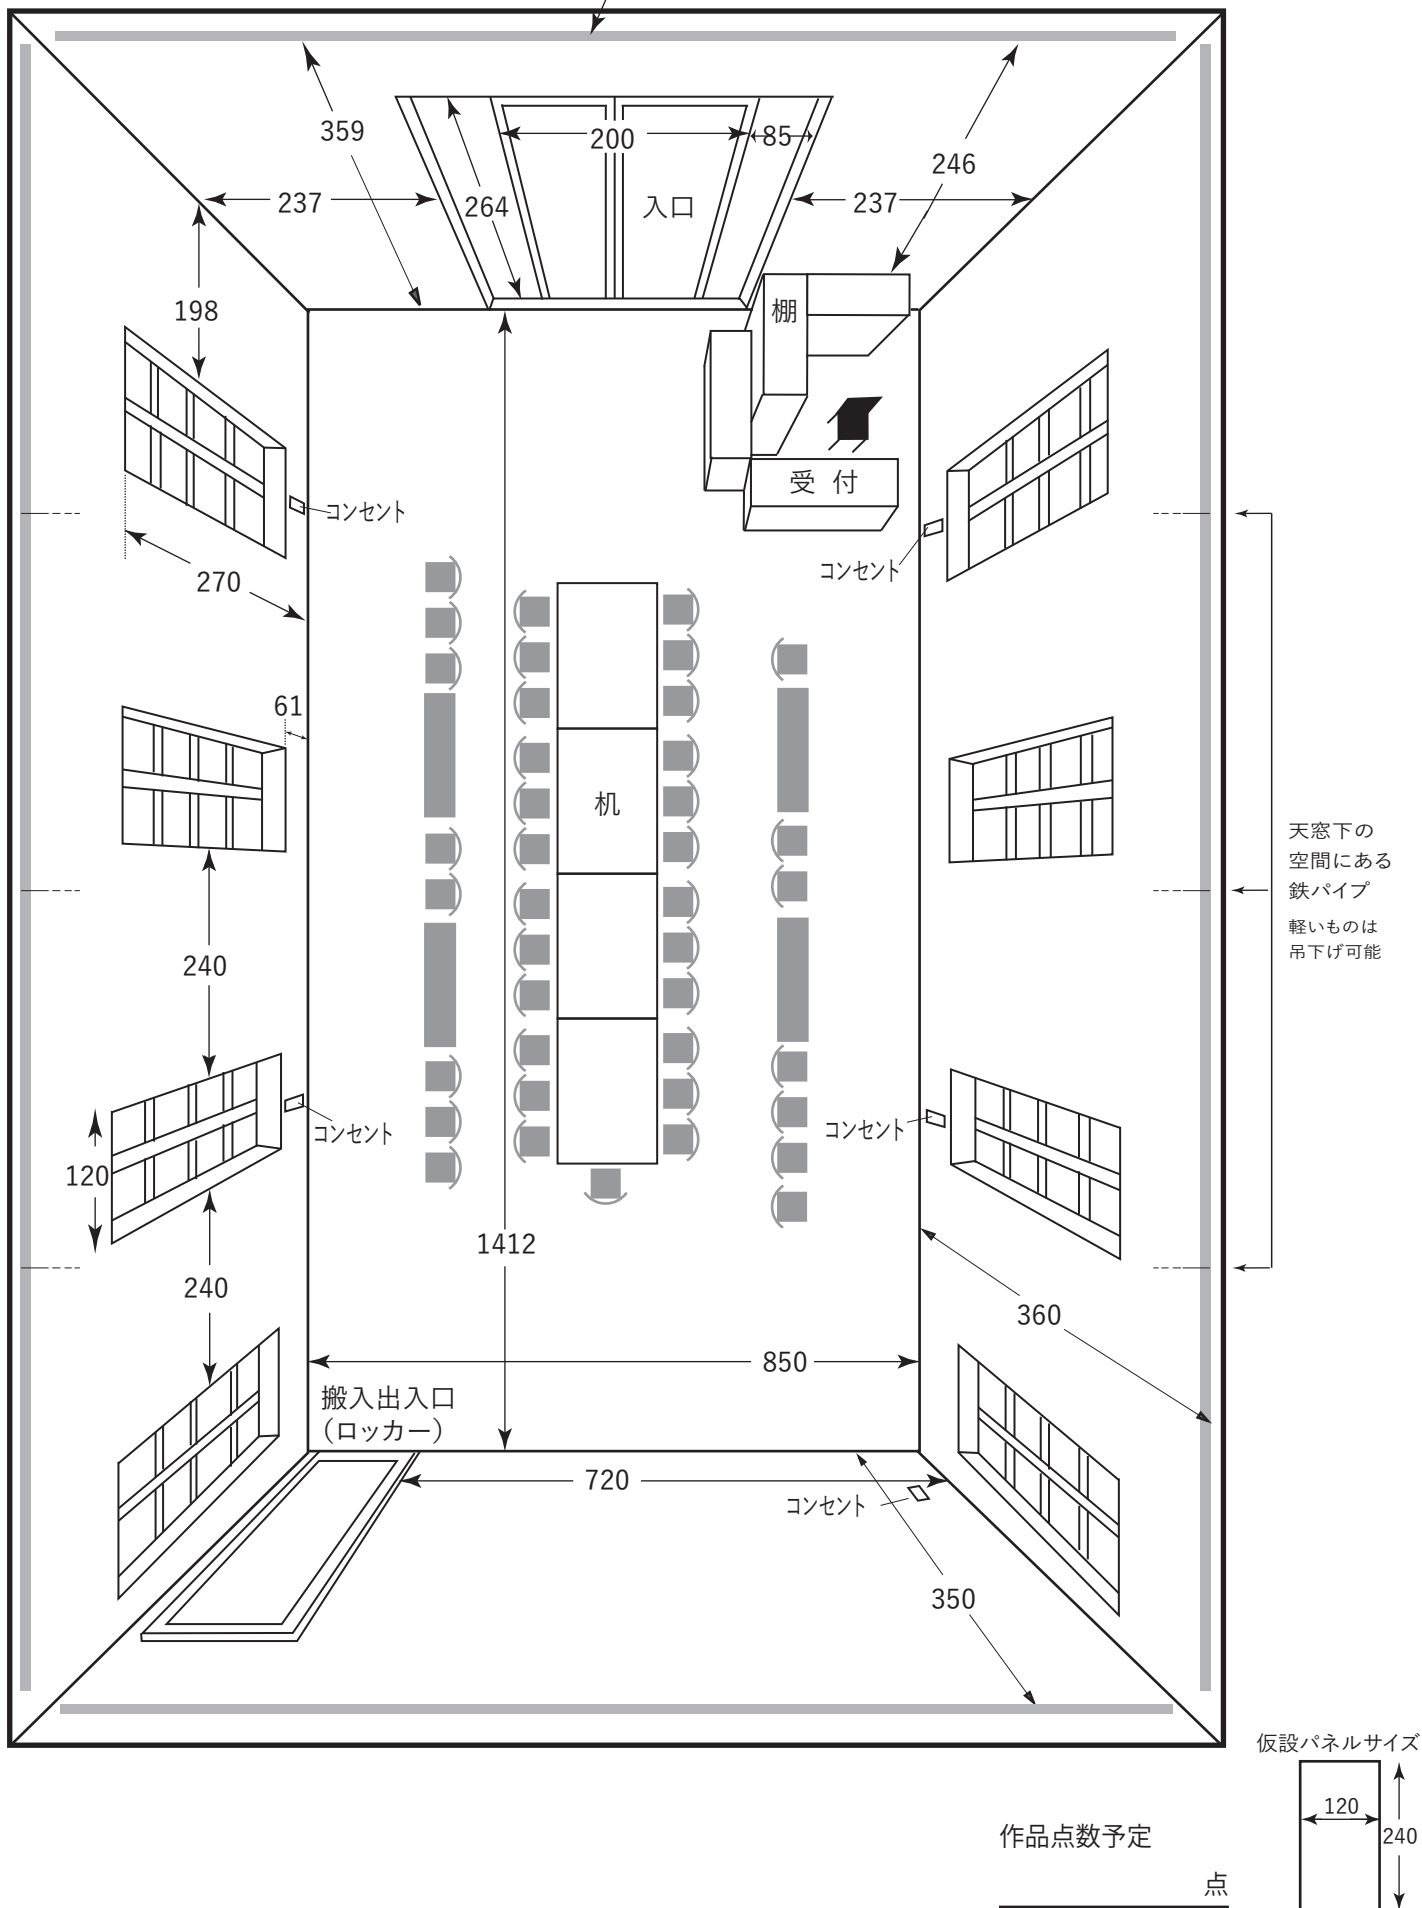 359
200
85
246
237
264
入口
237
198
棚
受 付
コンセント
コンセント
270
61
机
天窓下の
空間にある
鉄パイプ
軽いものは
吊下げ可能
240
コンセント
コンセント
120
1412
240
360
850
搬入出入口
（ロッカー）
720
コンセント
350
仮設パネルサイズ
120
240
作品点数予定
点